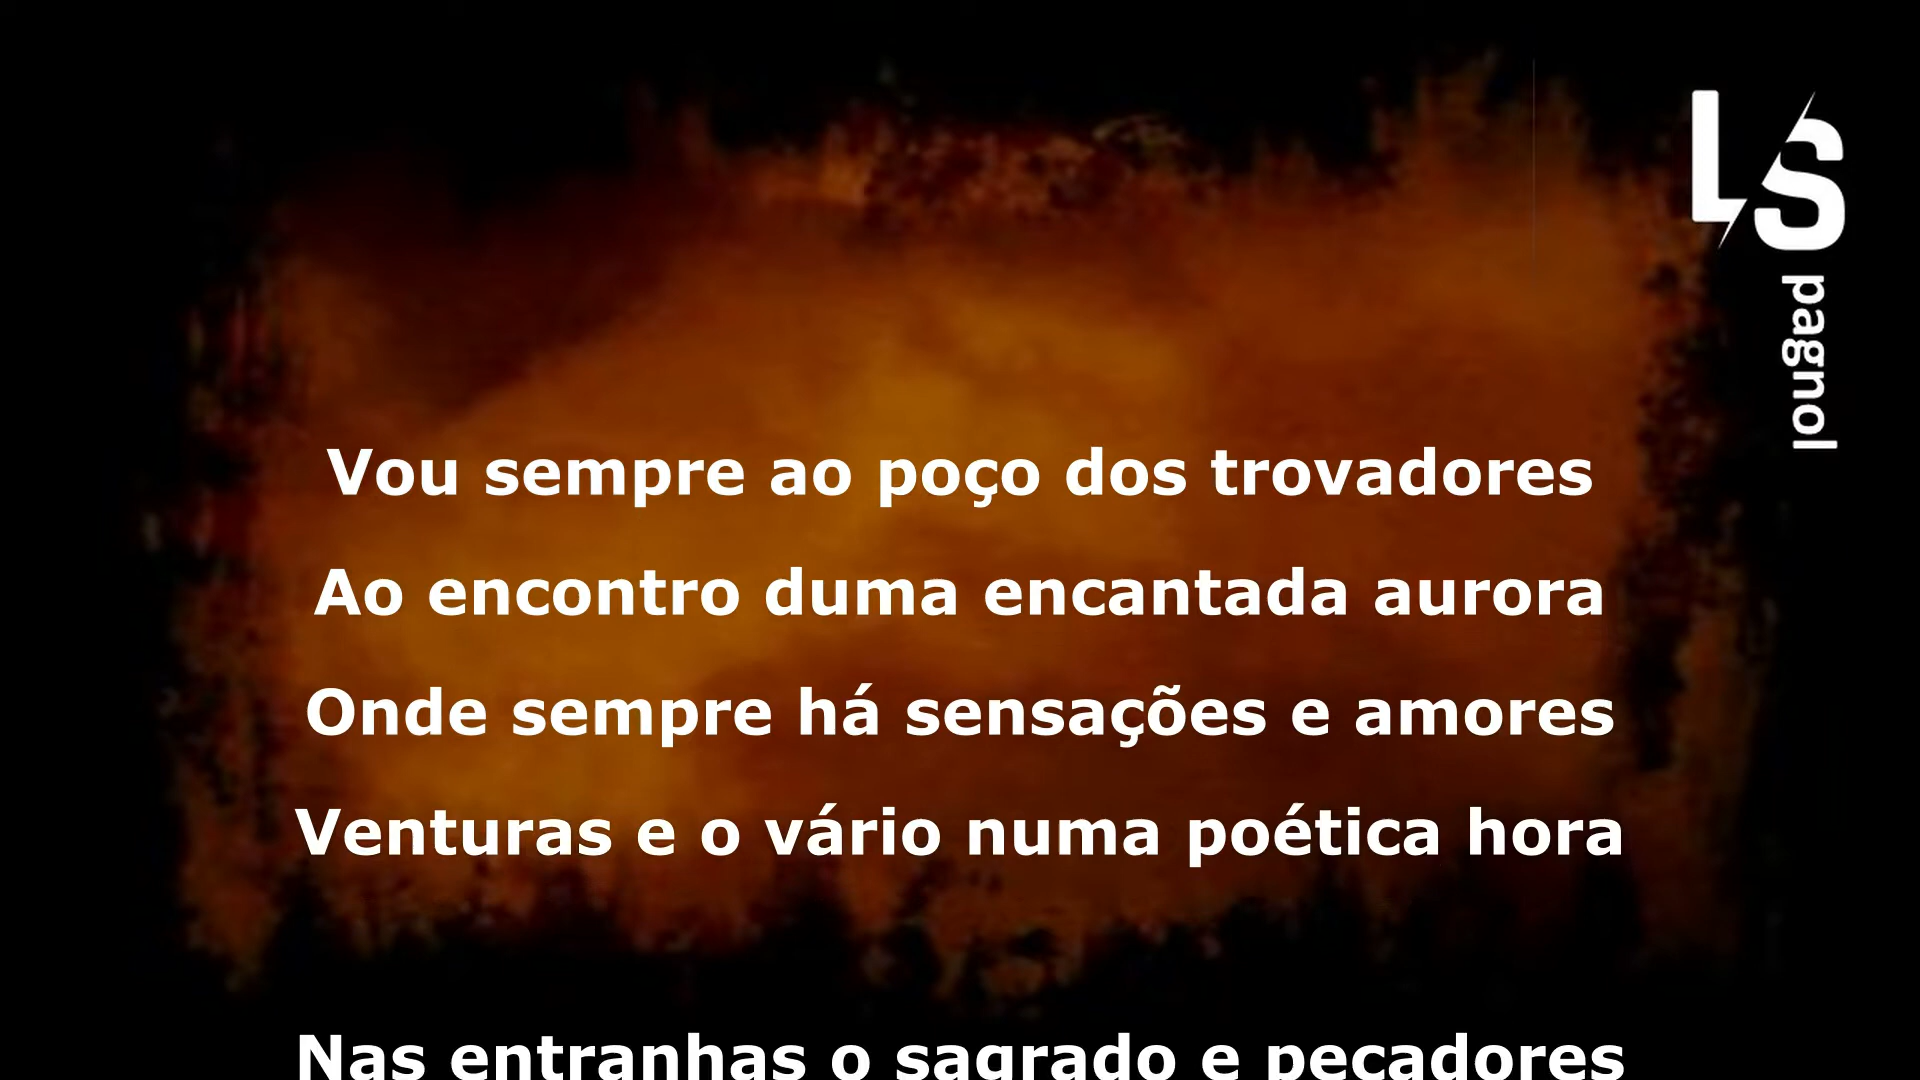 LS
pagnol
Vou sempre ao poço dos trovadores
Ao encontro duma encantada aurora
Onde sempre há sensações e amores
Venturas e o vário numa poética hora
Nas entranhas o sagrado e pecadores